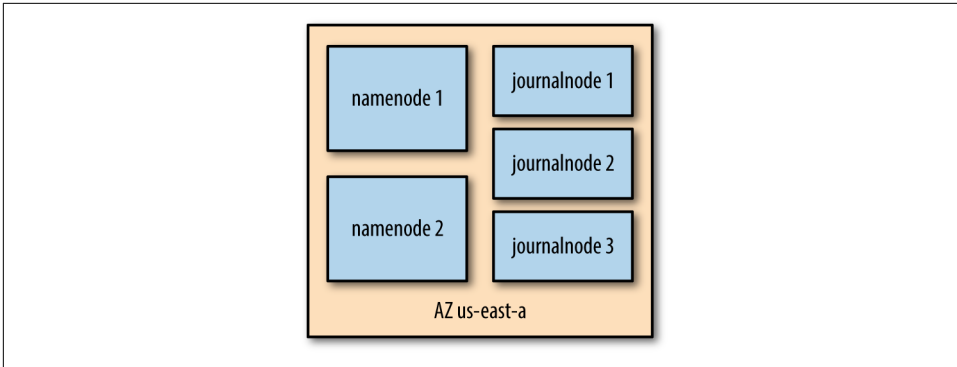 namenode 1
namenode 2
journalnode 1
journalnode 2
journalnode 3
AZ us-east-a